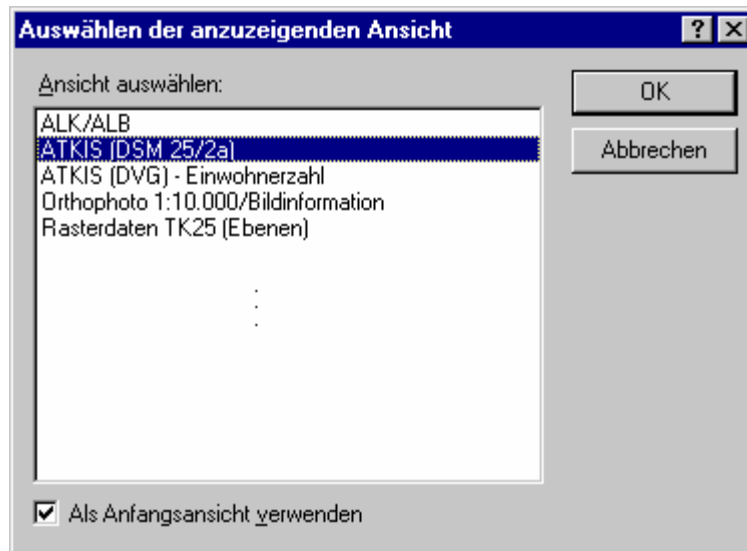 Auswählen der anzuzeigenden Ansicht
Ansicht auswählen:
OK
Abbrechen
ALK/ALB
ATKIS (DSM 25/2a)
ATKIS (DVG) - Einwohnerzahl
Orthophoto 1:10.000/Bildinformation
Rasterdaten TK25 (Ebenen)
.
.
.
Als Anfangsansicht verwenden